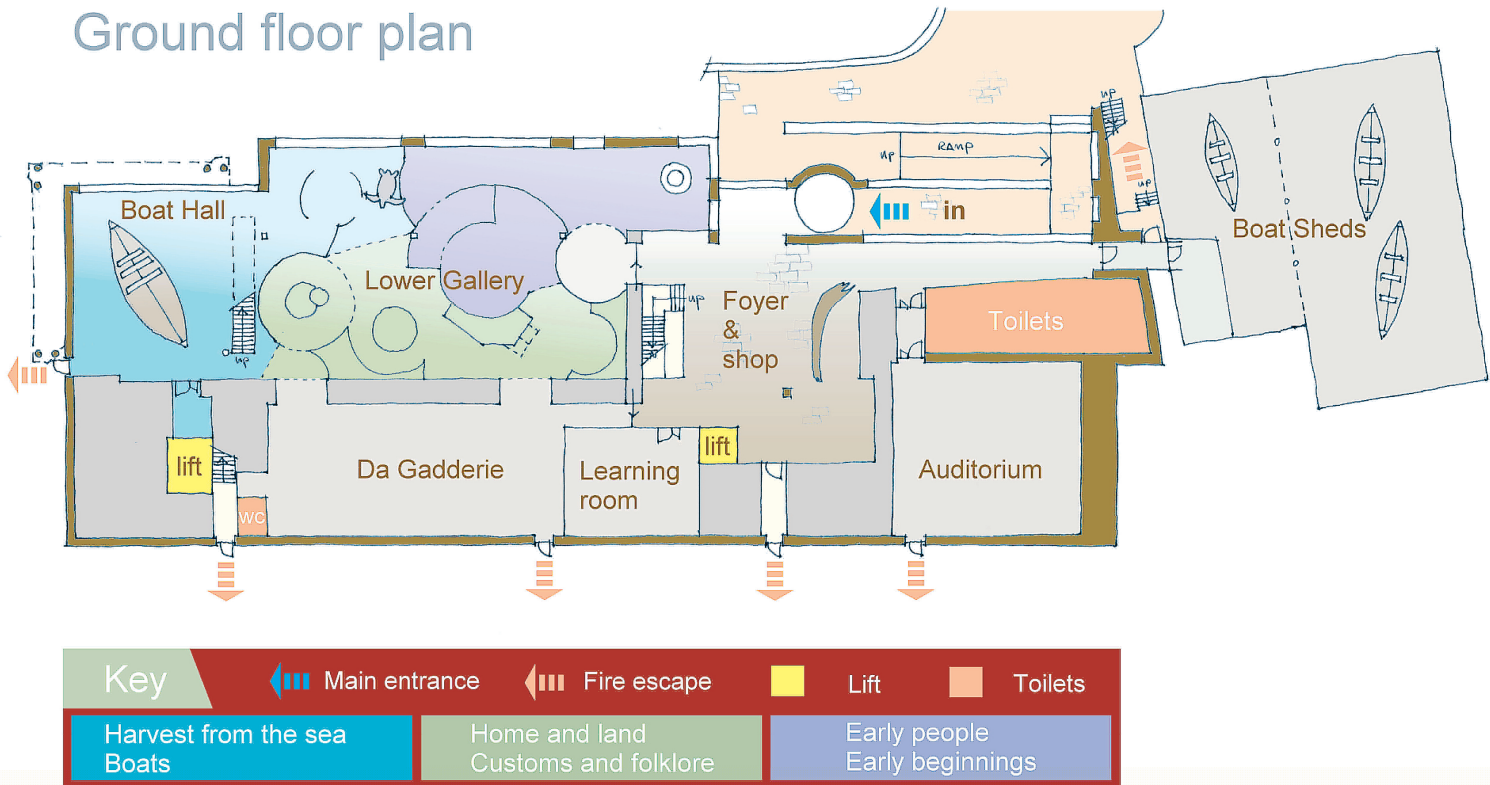 Ground floor plan
up
up
RAMP
up
Boat Hall
in
Boat Sheds
Lower Gallery
up
Foyer
&
shop
Toilets
up
lift
Da Gadderie
Learning
room
lift
Auditorium
wc
Key
Main entrance
Fire escape
Lift
Toilets
Harvest from the sea
Boats
Home and land
Customs and folklore
Early people
Early beginnings